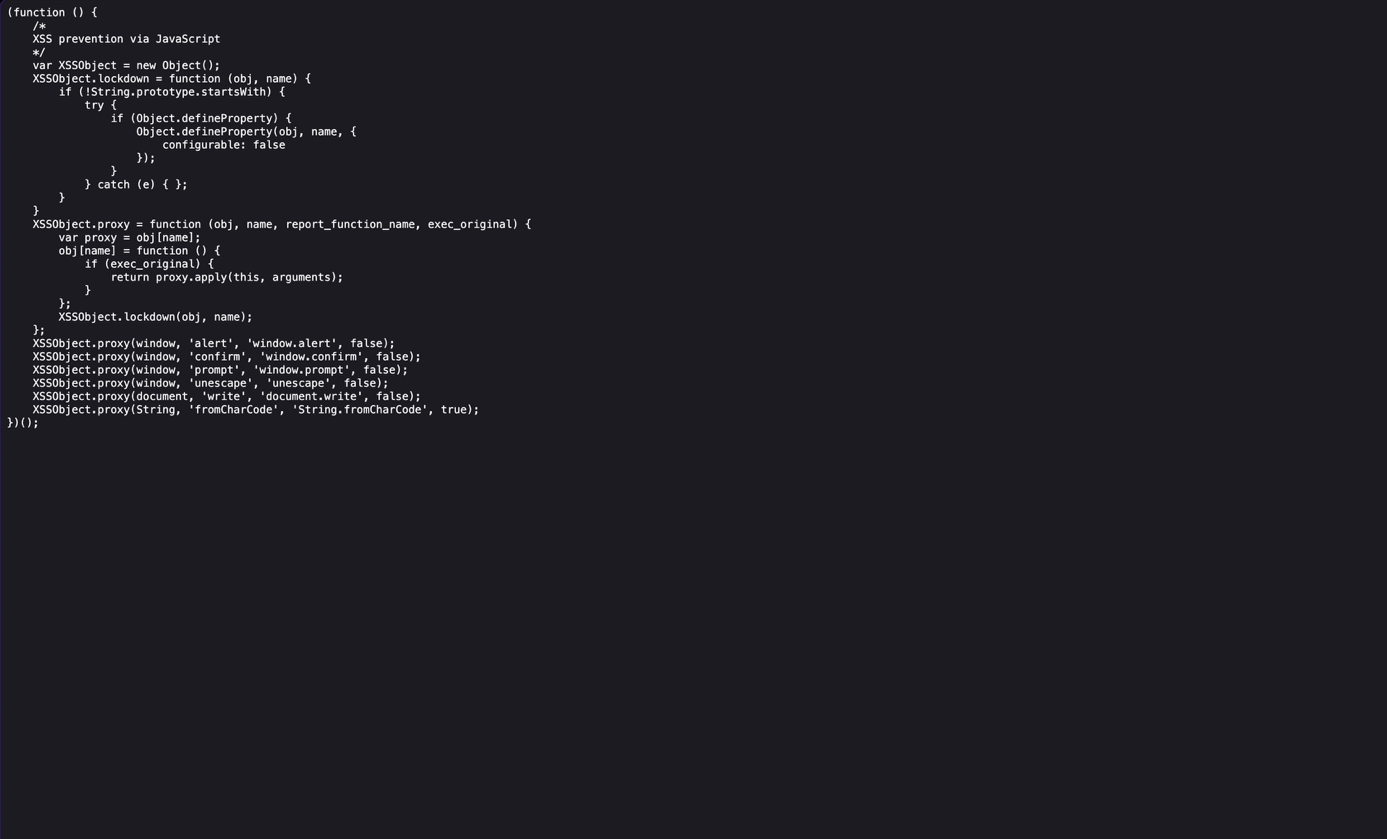 (function () {
    /*
    XSS prevention via JavaScript
    */
    var XSSObject = new Object();
    XSSObject.lockdown = function (obj, name) {
        if (!String.prototype.startsWith) {
            try {
                if (Object.defineProperty) {
                    Object.defineProperty(obj, name, {
                        configurable: false
                    });
                }
            } catch (e) { };
        }
    }
    XSSObject.proxy = function (obj, name, report_function_name, exec_original) {
        var proxy = obj[name];
        obj[name] = function () {
            if (exec_original) {
                return proxy.apply(this, arguments);
            }
        };
        XSSObject.lockdown(obj, name);
    };
    XSSObject.proxy(window, 'alert', 'window.alert', false);
    XSSObject.proxy(window, 'confirm', 'window.confirm', false);
    XSSObject.proxy(window, 'prompt', 'window.prompt', false);
    XSSObject.proxy(window, 'unescape', 'unescape', false);
    XSSObject.proxy(document, 'write', 'document.write', false);
    XSSObject.proxy(String, 'fromCharCode', 'String.fromCharCode', true);
})();